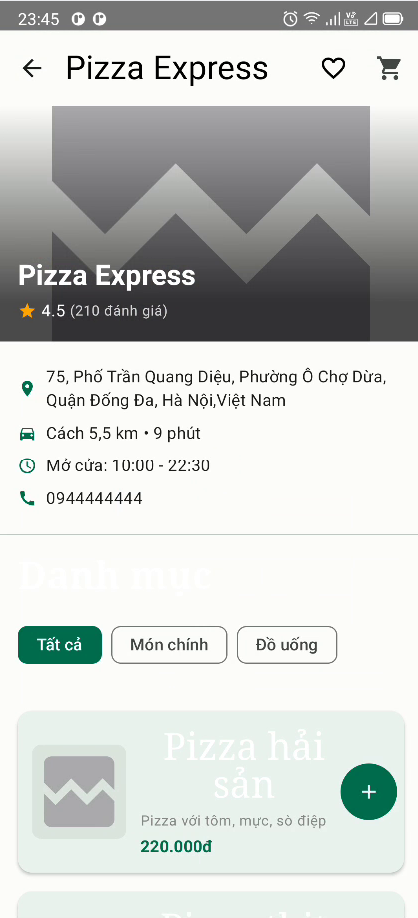 23:45
Pizza Express
Pizza Express
4.5 (210 đánh giá)
75, Phố Trần Quang Diệu, Phường Ô Chợ Dừa,
Quận Đống Đa, Hà Nội,Việt Nam
Cách 5,5 km • 9 phút
Mở cửa: 10:00 - 22:30
0944444444
Danh mục
Tất cả
Món chính
Đồ uống
Pizza hải
sản
Pizza với tôm, mực, sò điệp
220.000đ